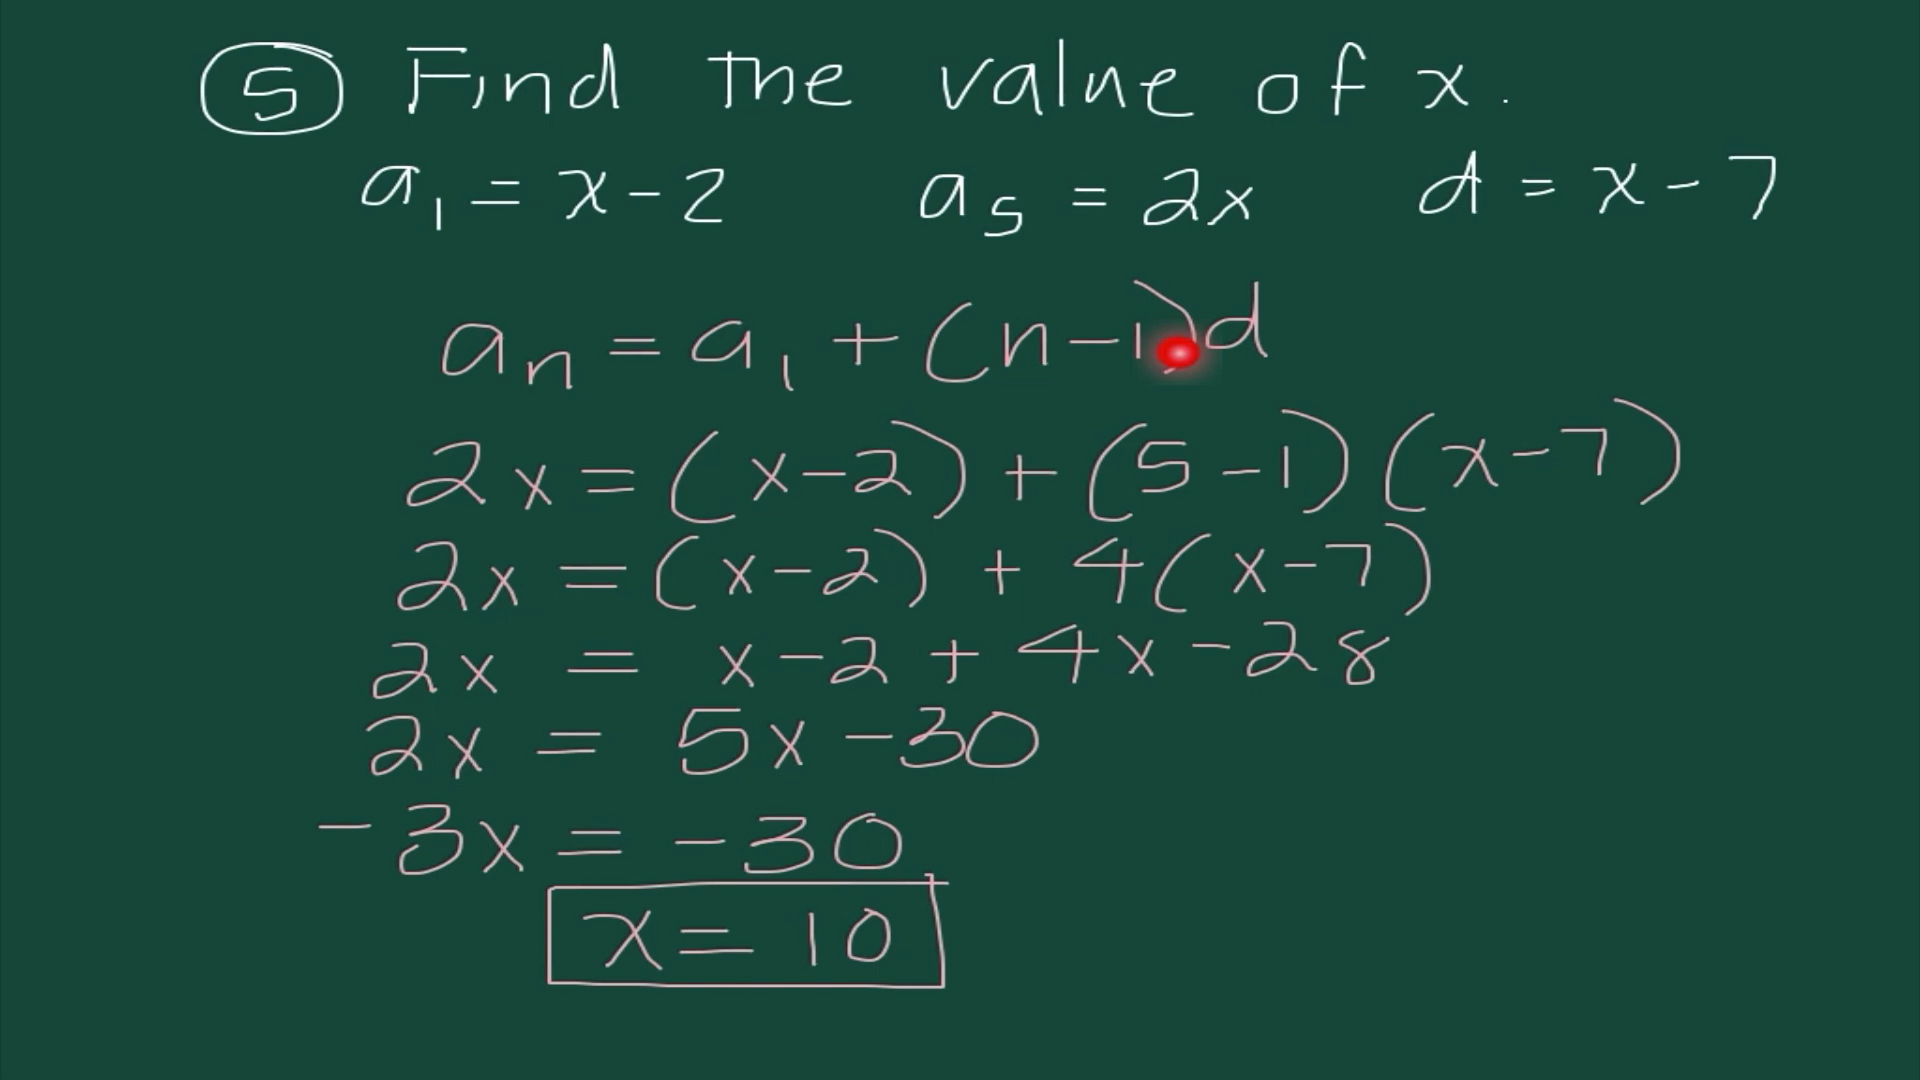 5 Find the value of x.
a₁ = x - 2 a₅ = 2x d = x - 7
aₙ = a₁ + (n - 1)d
2x = (x - 2) + (5 - 1)(x - 7)
2x = (x - 2) + 4(x - 7)
2x = x - 2 + 4x - 28
2x = 5x - 30
-3x = -30
x = 10